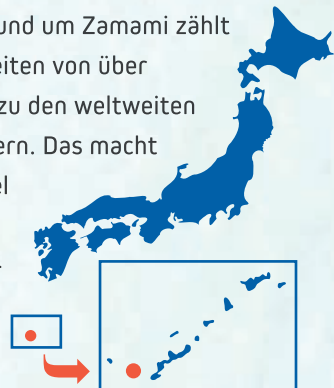 und um Zamami zählt
eiten von über
zu den weltweiten
ern. Das macht
el